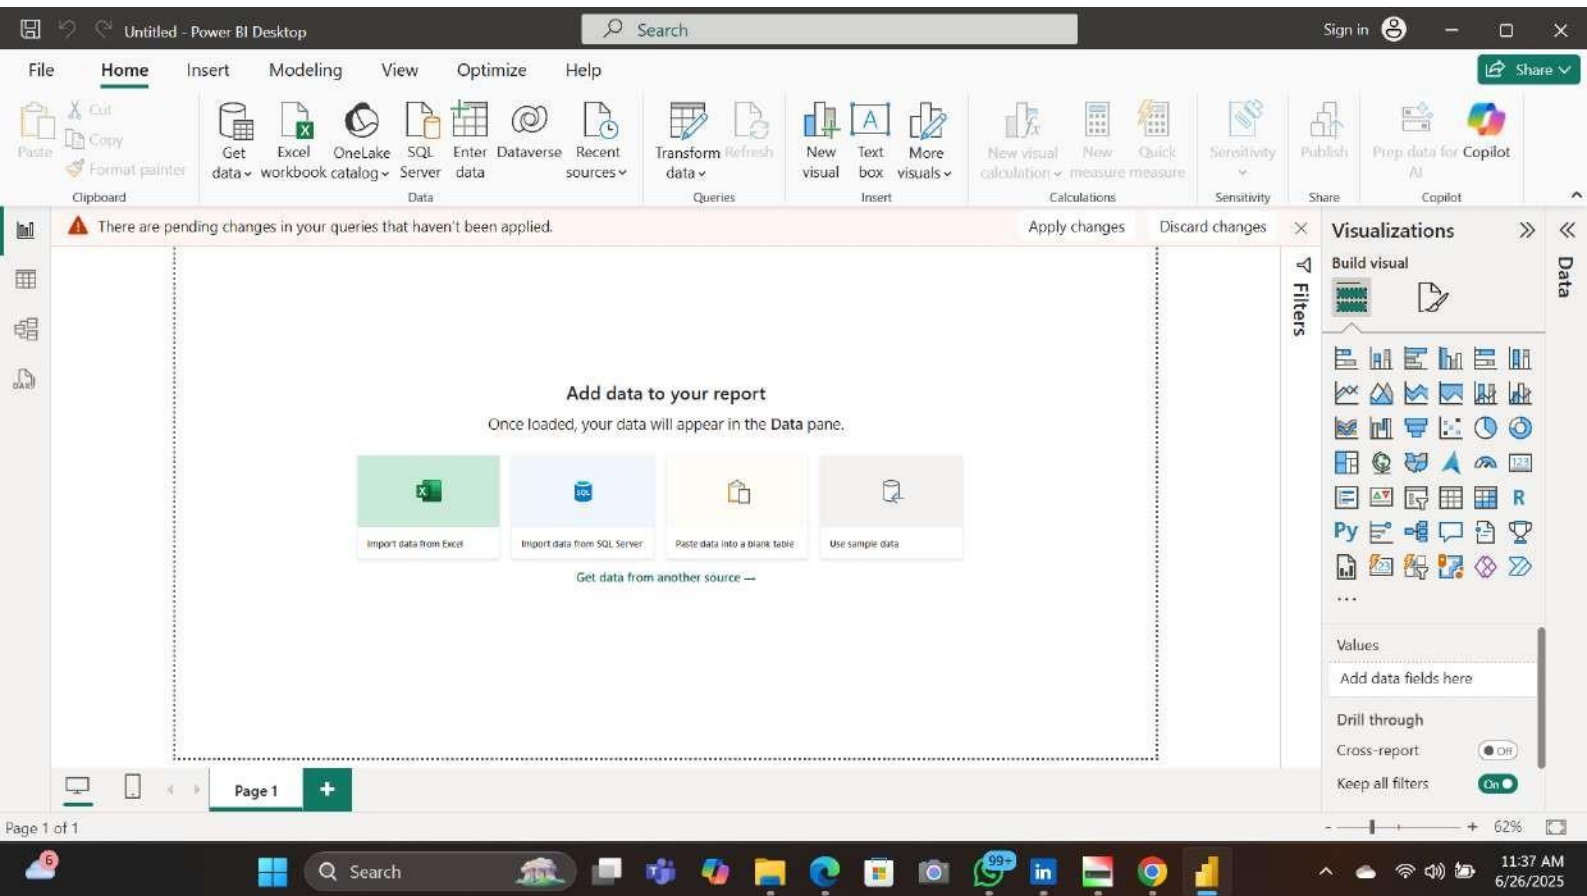 Untitled - Power BI Desktop
Search
Sign in
File Home Insert Modeling View Optimize Help
Share
Paste
Cut
Copy
Format painter
Clipboard
Get data
Excel workbook
OneLake catalog
SQL Server
Enter data
Dataverse
Recent sources
Data
Transform data
Refresh
Queries
New visual
Text box
More visuals
Insert
New visual calculation
New measure
Quick measure
Calculations
Sensitivity
Sensitivity
Publish
Share
Prep data for AI
Copilot
Copilot
There are pending changes in your queries that haven't been applied.
Apply changes
Discard changes
Filters
Visualizations
Build visual
Data
Add data to your report
Once loaded, your data will appear in the Data pane.
SQL
Import data from Excel
Import data from SQL Server
Paste data into a blank table
Use sample data
Get data from another source →
123
R
Py
123
...
Values
Add data fields here
Drill through
Cross-report
Off
Keep all filters
On
Page 1
Page 1 of 1
- + 62%
6
Search
99+
in
11:37 AM
6/26/2025